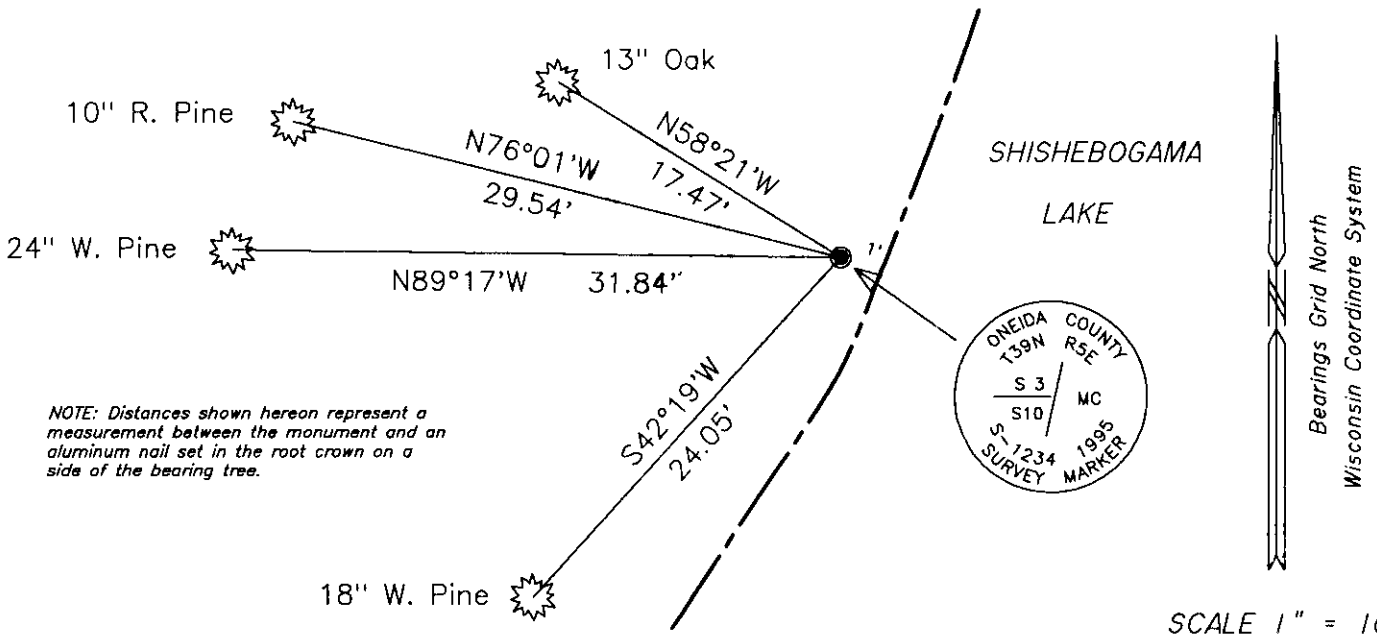 13" Oak
10" R. Pine
N58°21'W
17.47'
N76°01'W
29.54'
SHISHEBOGAMA
LAKE
24" W. Pine
1'
N89°17'W 31.84'
ONEIDA COUNTY
T39N R5E
S 3
S10
MC
S-1234 1995
SURVEY MARKER
S42°19'W
24.05'
NOTE: Distances shown hereon represent a
measurement between the monument and an
aluminum nail set in the root crown on a
side of the bearing tree.
18" W. Pine
Bearings Grid North
Wisconsin Coordinate System
SCALE 1" =